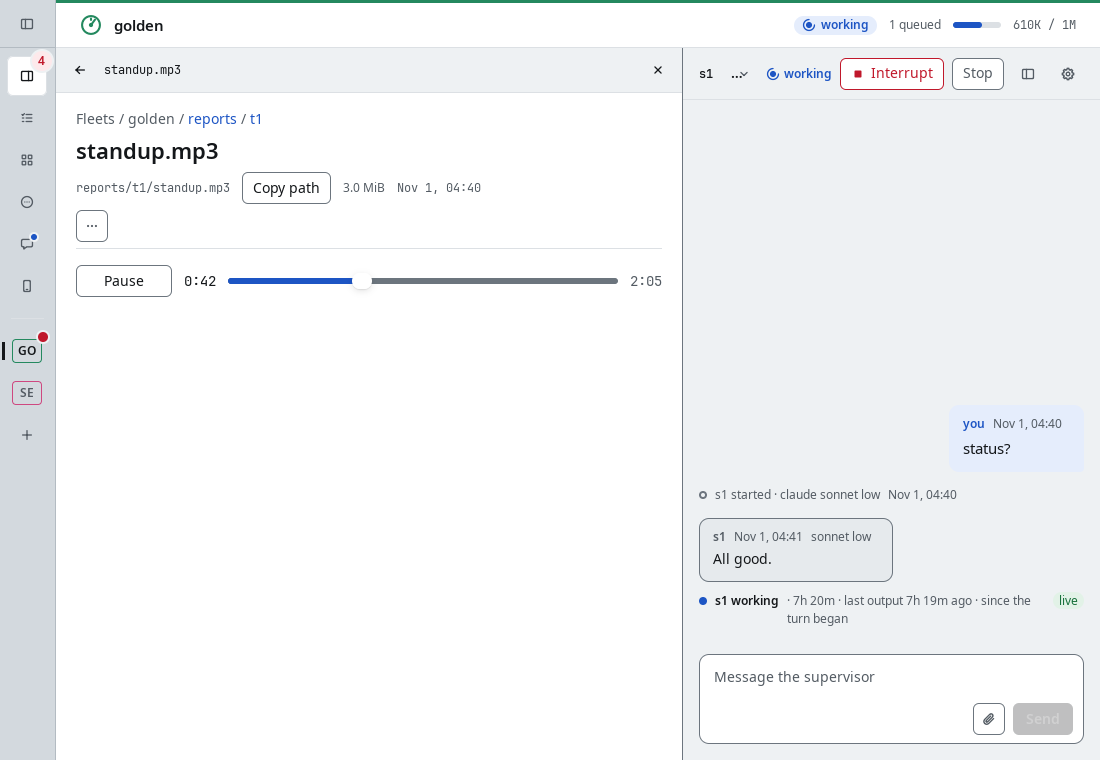 golden
working
1 queued
610K / 1M
4
standup.mp3
s1
...
working
Interrupt
Stop
Fleets / golden / reports / t1
standup.mp3
reports/t1/standup.mp3
Copy path
3.0 MiB
Nov 1, 04:40
...
Pause
0:42
2:05
GO
SE
you Nov 1, 04:40
status?
s1 started · claude sonnet low Nov 1, 04:40
s1 Nov 1, 04:41 sonnet low
All good.
s1 working · 7h 20m · last output 7h 19m ago · since the
turn began
live
Message the supervisor
Send